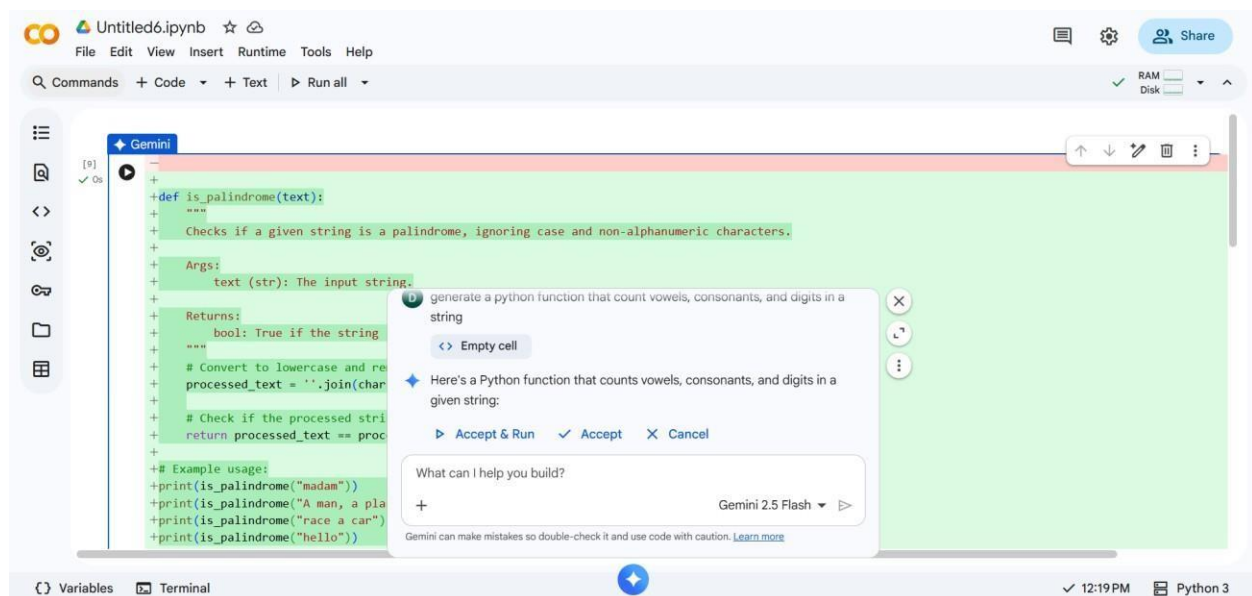 CO Untitled6.ipynb
File Edit View Insert Runtime Tools Help
Share
Commands + Code + Text Run all
RAM
Disk
Gemini
[9]
0s
-
+
+def is_palindrome(text):
+ """
+ Checks if a given string is a palindrome, ignoring case and non-alphanumeric characters.
+
+ Args:
+ text (str): The input string.
+
+ Returns:
+ bool: True if the string
+ """
+ # Convert to lowercase and re
+ processed_text = ''.join(char
+
+ # Check if the processed stri
+ return processed_text == proc
+
+# Example usage:
+print(is_palindrome("madam"))
+print(is_palindrome("A man, a pla
+print(is_palindrome("race a car")
+print(is_palindrome("hello"))
D generate a python function that count vowels, consonants, and digits in a
string
<> Empty cell
Here's a Python function that counts vowels, consonants, and digits in a
given string:
Accept & Run Accept Cancel
What can I help you build?
+ Gemini 2.5 Flash
Gemini can make mistakes so double-check it and use code with caution. Learn more
{} Variables Terminal 12:19 PM Python 3